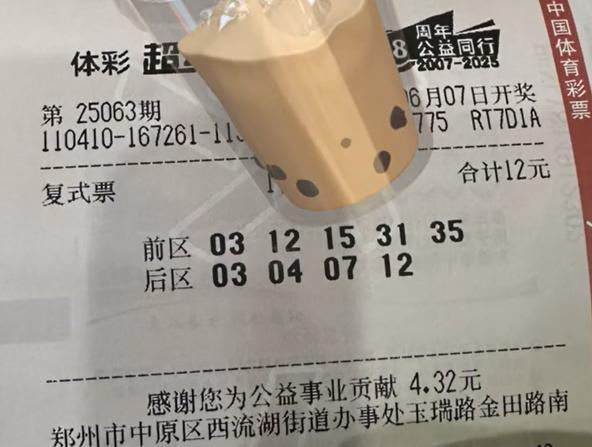 体彩 超 8 周年
公益同行
2007-2025
第 25063期 06月07日开奖
110410-167261-11 775 RT7D1A
复式票 1 合计12元
前区 03 12 15 31 35
后区 03 04 07 12
感谢您为公益事业贡献 4.32元
郑州市中原区西流湖街道办事处玉瑞路金田路南
中国体育彩票